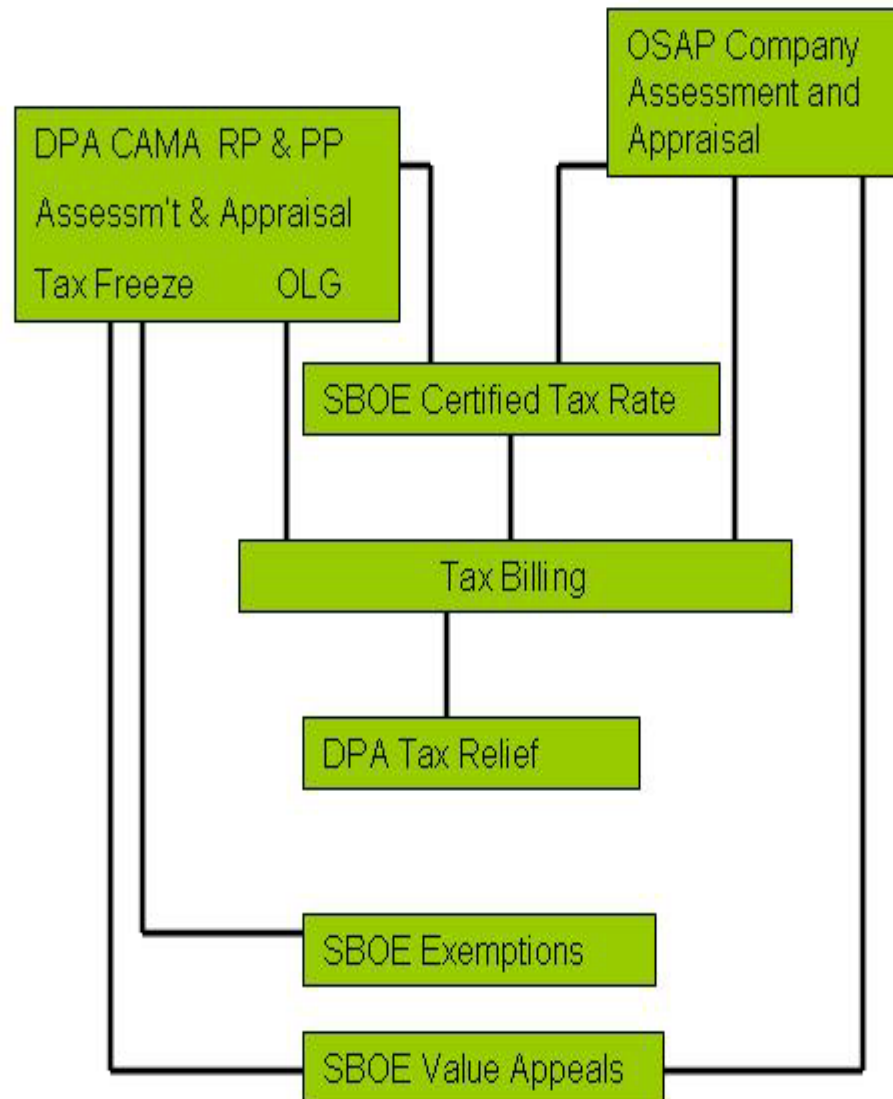 OSAP Company
Assessment and
Appraisal
DPA CAMA RP & PP
Assessm't & Appraisal
Tax Freeze OLG
SBOE Certified Tax Rate
Tax Billing
DPA Tax Relief
SBOE Exemptions
SBOE Value Appeals